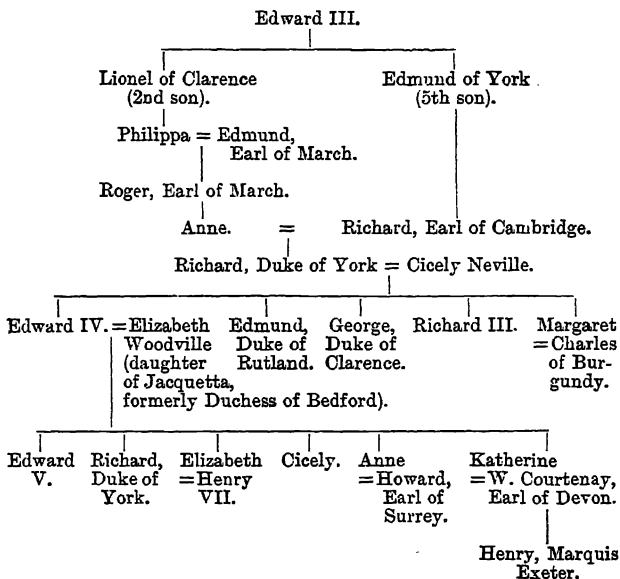 Edward III.
Lionel of Clarence
(2nd son).
Edmund of York
(5th son).
Philippa = Edmund,
Earl of March.
Roger, Earl of March.
Anne. = Richard, Earl of Cambridge.
Richard, Duke of York = Cicely Neville.
Edward IV. = Elizabeth
Woodville
(daughter
of Jacquetta,
formerly Duchess of Bedford).
Edmund,
Duke of
Rutland.
George,
Duke of
Clarence.
Richard III.
Margaret
= Charles
of Bur-
gundy.
Edward
V.
Richard,
Duke of
York.
Elizabeth
= Henry
VII.
Cicely.
Anne
= Howard,
Earl of
Surrey.
Katherine
= W. Courtenay,
Earl of Devon.
Henry, Marquis
Exeter.